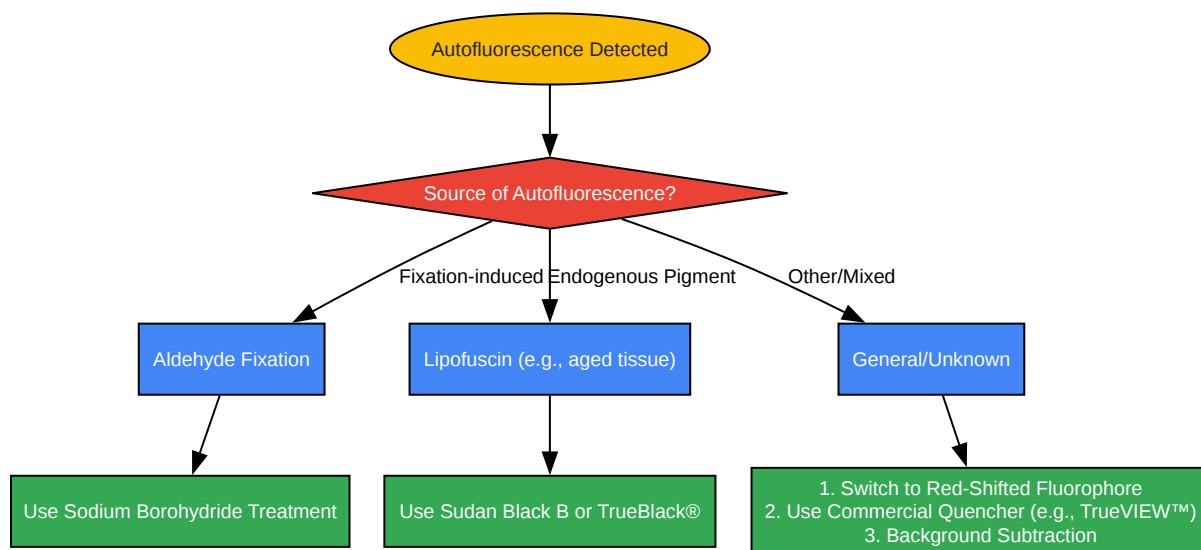 Autofluorescence Detected
Source of Autofluorescence?
Fixation-induced
Endogenous Pigment
Other/Mixed
Aldehyde Fixation
Lipofuscin (e.g., aged tissue)
General/Unknown
Use Sodium Borohydride Treatment
Use Sudan Black B or TrueBlack®
1. Switch to Red-Shifted Fluorophore
2. Use Commercial Quencher (e.g., TrueVIEW™)
3. Background Subtraction